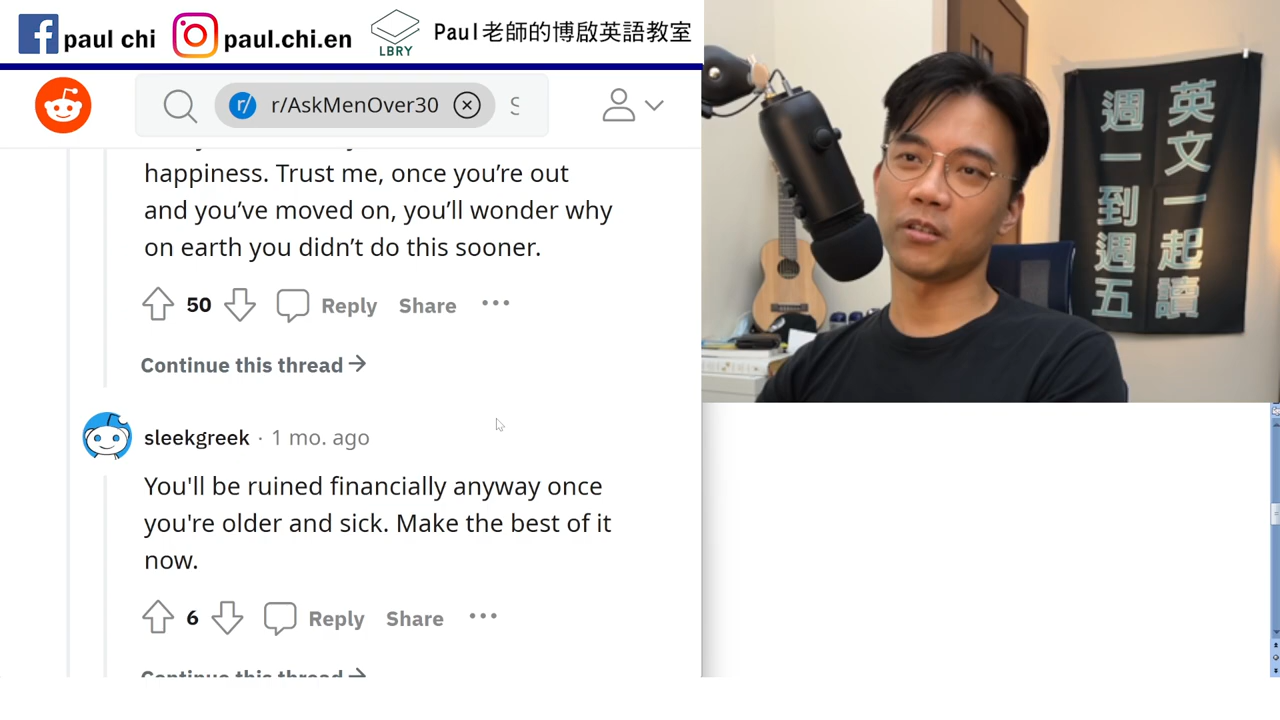 paul chi
paul.chi.en
LBRY
Paul老師的博啟英語教室
r/
r/AskMenOver30
S
happiness. Trust me, once you’re out
and you’ve moved on, you’ll wonder why
on earth you didn’t do this sooner.
50
Reply
Share
Continue this thread
sleekgreek · 1 mo. ago
You'll be ruined financially anyway once
you're older and sick. Make the best of it
now.
6
Reply
Share
Continue this thread
英文一起讀
週一到週五